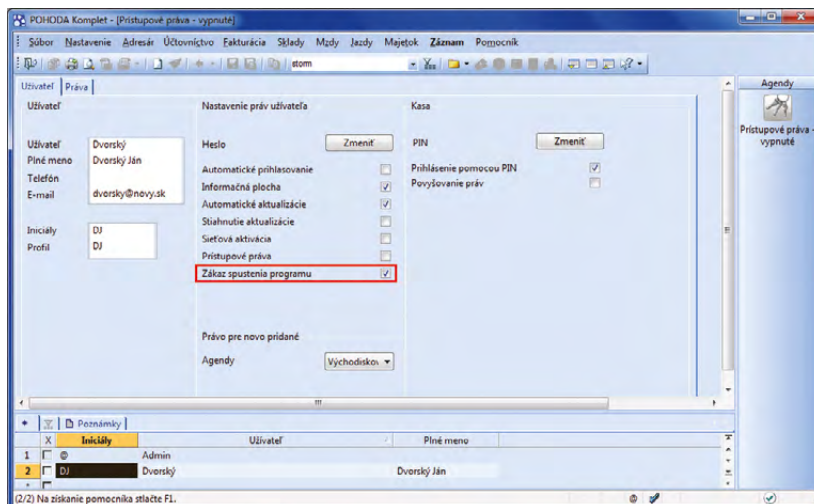 POHODA Komplet - [Prístupové práva - vypnuté]
Súbor Nastavenie Adresár Účtovníctvo Fakturácia Sklady Mzdy Jazdy Majetok Záznam Pomocník
storm
Užívateľ Práva
Agendy
Prístupové práva - vypnuté
Užívateľ Nastavenie práv užívateľa Kasa
Užívateľ Dvorský Heslo Zmeniť PIN Zmeniť
Plné meno Dvorský Ján
Telefón
E-mail dvorsky@novy.sk
Iniciály DJ
Profil DJ
Automatické prihlasovanie
Informačná plocha
Automatické aktualizácie
Stiahnutie aktualizácie
Sieťová aktivácia
Prístupové práva
Zákaz spustenia programu
Prihlásenie pomocou PIN
Povyšovanie práv
Právo pre novo pridané
Agendy Východiskov
Poznámky
X Iniciály Užívateľ Plné meno
1 @ Admin
2 DJ Dvorský Dvorský Ján
(2/2) Na získanie pomocníka stlačte F1. @